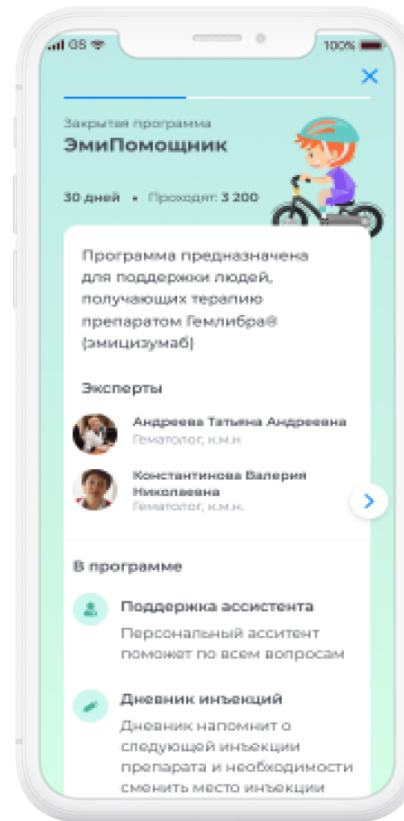 GS
100%
Закрытая программа
ЭмиПомощник
30 дней • Проходят: 3 200
Программа предназначена
для поддержки людей,
получающих терапию
препаратом Гемлибра®
(эмицизумаб)
Эксперты
Андреева Татьяна Андреевна
Гематолог, к.м.н
Константинова Валерия
Николаевна
Гематолог, к.м.н.
В программе
Поддержка ассистента
Персональный асситент
поможет по всем вопросам
Дневник инъекций
Дневник напомнит о
следующей инъекции
препарата и необходимости
сменить место инъекции